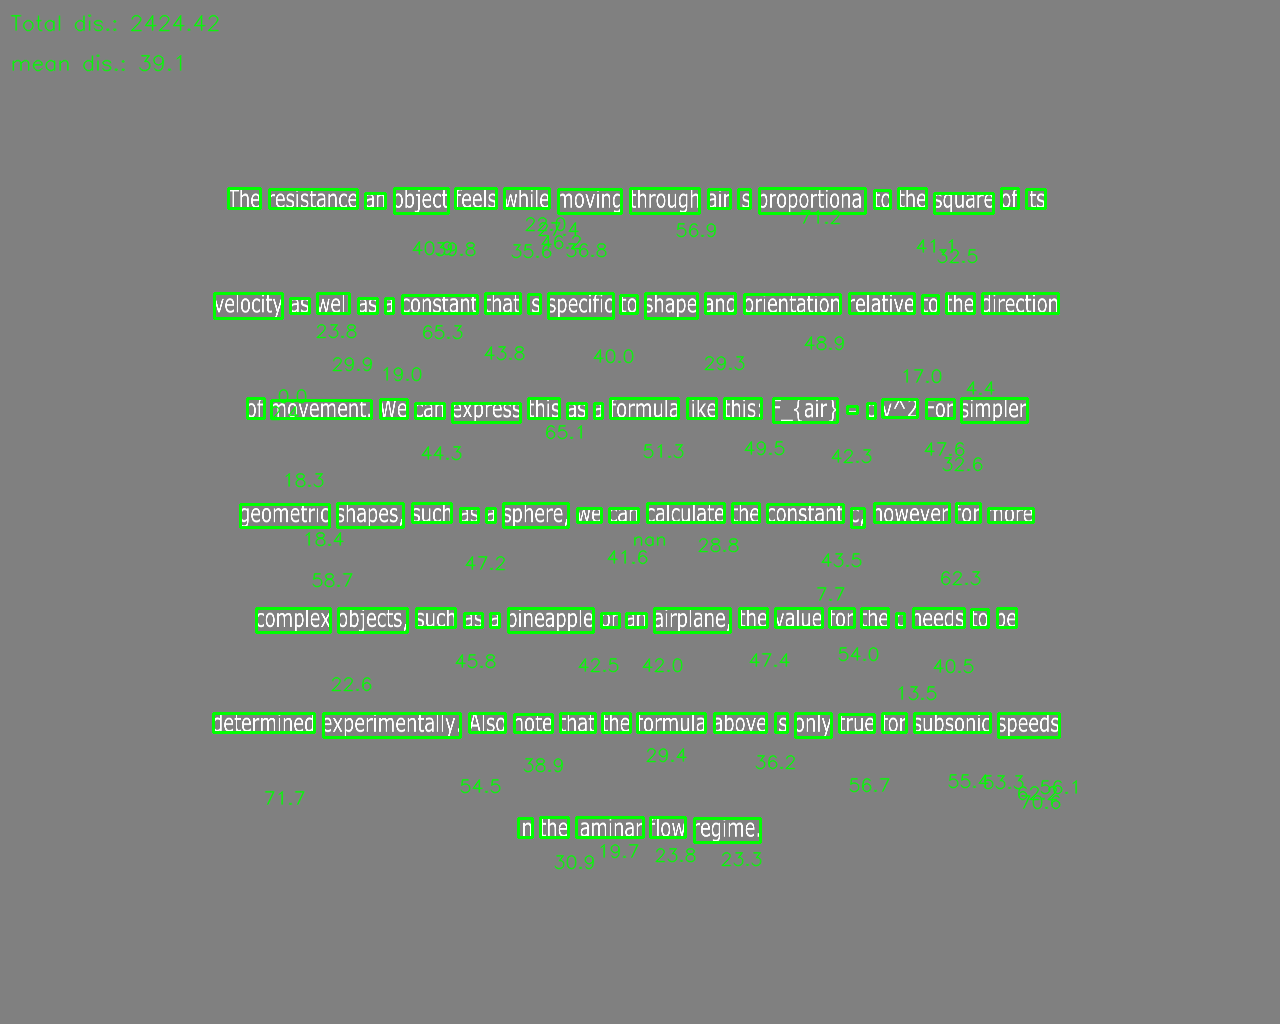 Total dis.: 2424.42
mean dis.: 39.1
The resistance an object feels while moving through air is proportional to the square of its
71.2
22.0
56.9
46.2
40.9 39.8 35.8 36.8 41.1 32.5
velocity as well as a constant that is specific to shape and orientation relative to the direction
23.8 65.3
43.8 40.0 48.9
29.9 29.3
19.0 17.0
4.4
0.0
of movement. We can express this as a formula like this: F_{air} = c v^2 For simpler
65.1
44.3 51.3 49.5 42.3 47.6
32.6
18.3
geometric shapes, such as a sphere, we can calculate the constant c; however for more
18.4 nan 28.8
47.2 41.6 43.5
58.7 62.3
7.7
complex objects, such as a pineapple or an airplane, the value for the c needs to be
45.8 42.5 42.0 47.4 54.0 40.5
22.6 13.5
determined experimentally. Also note that the formula above is only true for subsonic speeds
38.9 29.4 36.2
71.7 54.5 56.7 55.4 63.3 56.1
70.6
in the laminar flow regime.
30.9 19.7 23.8 23.3